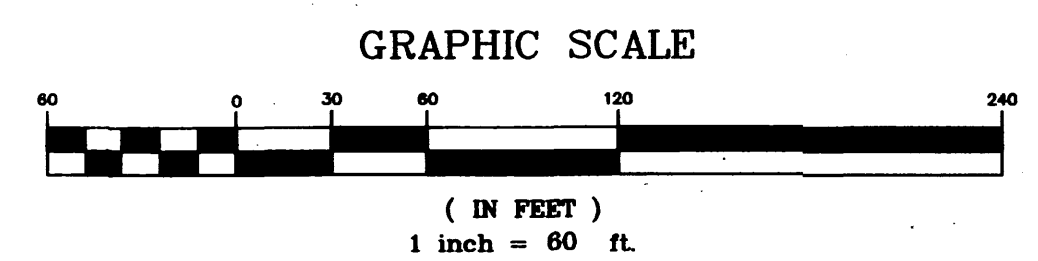 GRAPHIC SCALE
60 0 30 60 120 240
( IN FEET )
1 inch = 60 ft.